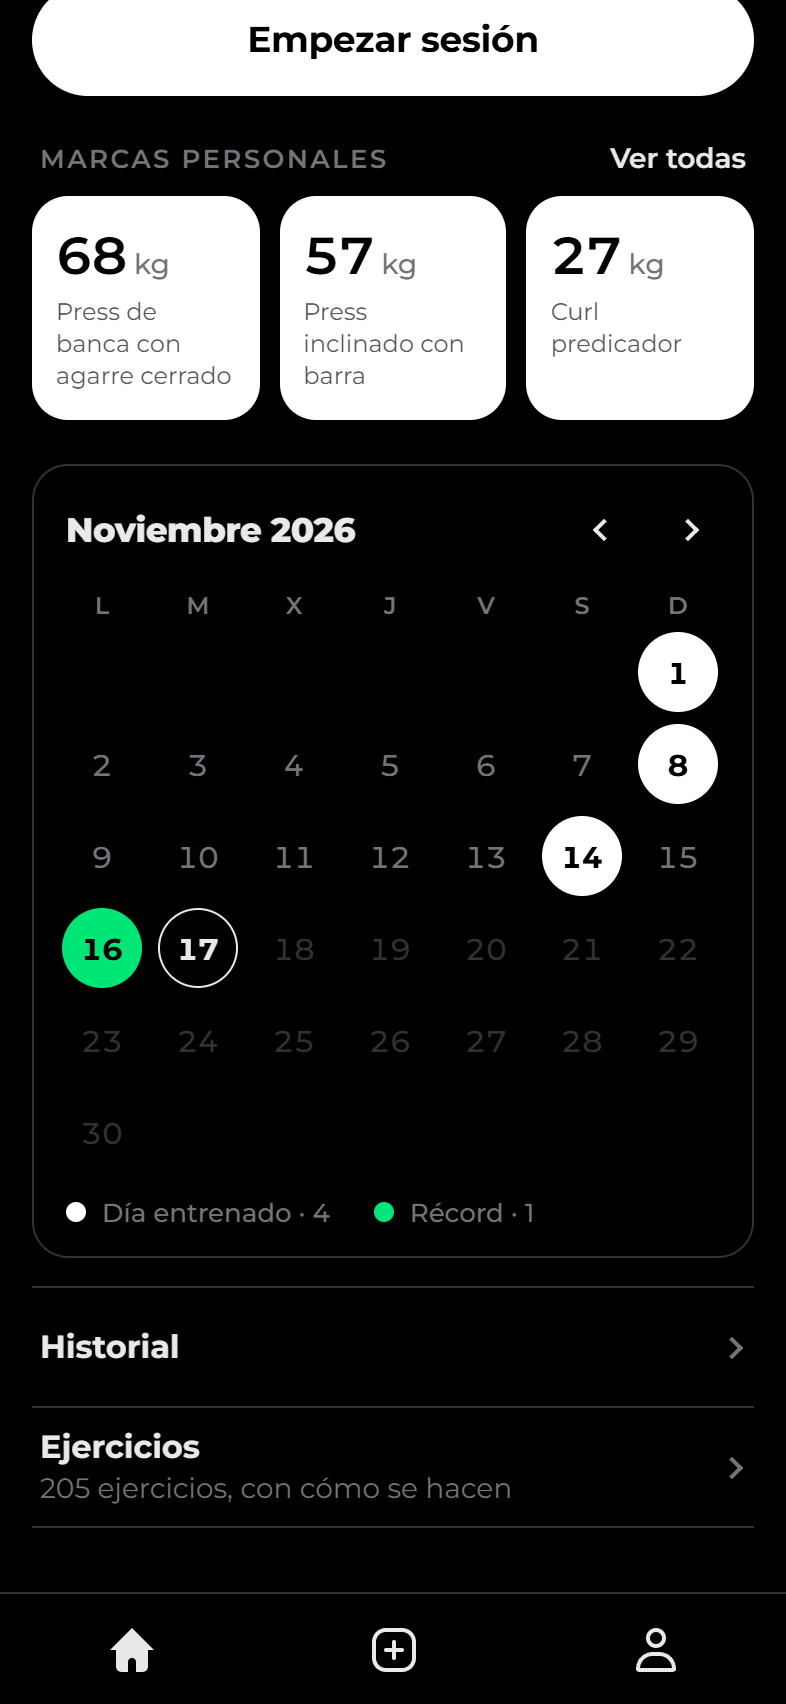 Empezar sesión
MARCAS PERSONALES Ver todas
68 kg
Press de
banca con
agarre cerrado
57 kg
Press
inclinado con
barra
27 kg
Curl
predicador
Noviembre 2026
L M X J V S D
1
2 3 4 5 6 7 8
9 10 11 12 13 14 15
16 17 18 19 20 21 22
23 24 25 26 27 28 29
30
Día entrenado · 4 Récord · 1
Historial
Ejercicios
205 ejercicios, con cómo se hacen